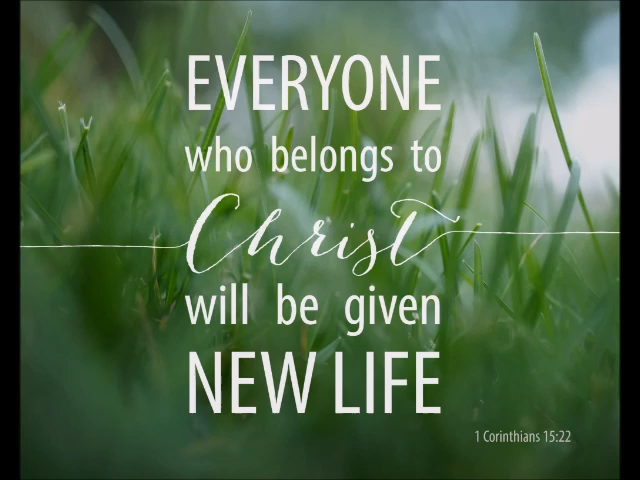 EVERYONE
who belongs to
Christ
will be given
NEW LIFE
1 Corinthians 15:22